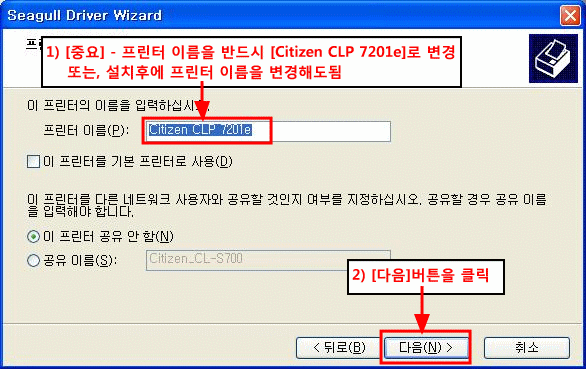 Seagull Driver Wizard
프린
1) [중요] - 프린터 이름을 반드시 [Citizen CLP 7201e]로 변경
또는, 설치후에 프린터 이름을 변경해도됨
이 프린터의 이름을 입력하십시
프린터 이름(P):
Citizen CLP 7201e
이 프린터를 기본 프린터로 사용(D)
이 프린터를 다른 네트워크 사용자와 공유할 것인지 여부를 지정하십시오. 공유할 경우 공유 이름
을 입력해야 합니다.
이 프린터 공유 안 함(N)
공유 이름(S):
Citizen_CL-S700
2) [다음]버튼을 클릭
< 뒤로(B)
다음(N) >
취소